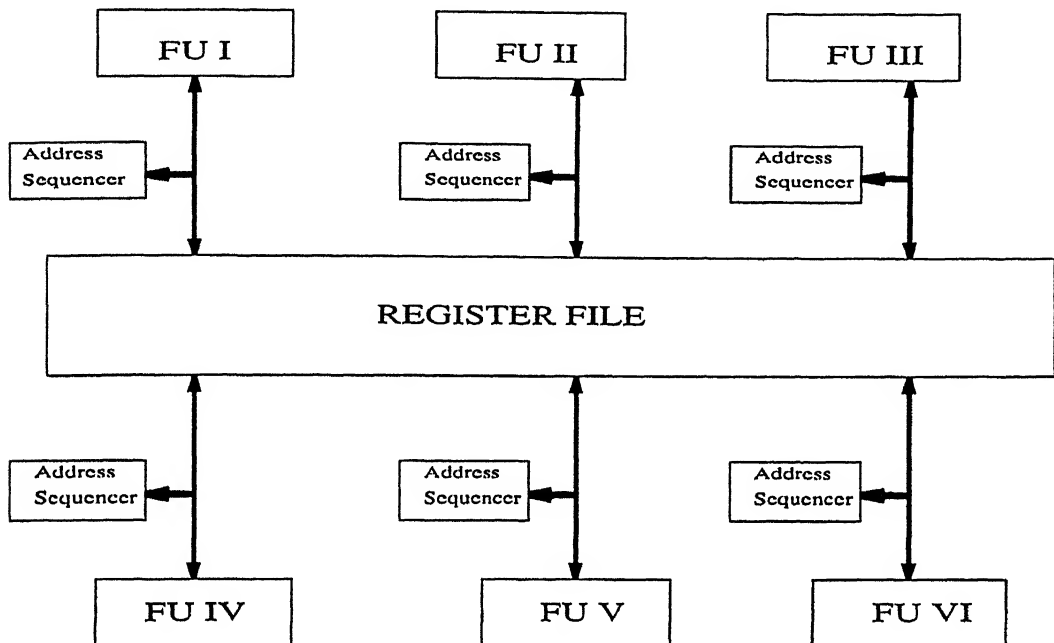 FU I
FU II
FU III
Address
Sequencer
Address
Sequencer
Address
Sequencer
REGISTER FILE
Address
Sequencer
Address
Sequencer
Address
Sequencer
FU IV
FU V
FU VI